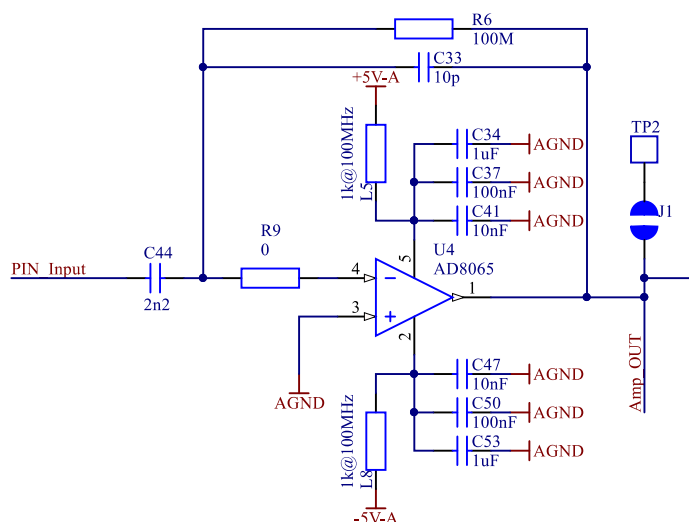 R6
100M
C33
10p
+5V-A
1k@100MHz
L5
C34
1uF
AGND
C37
100nF
AGND
C41
10nF
AGND
TP2
J1
C44
2n2
PIN_Input
R9
0
U4
AD8065
5
4
3
1
2
AGND
C47
10nF
AGND
C50
100nF
AGND
C53
1uF
AGND
1k@100MHz
L8
-5V-A
Amp_OUT